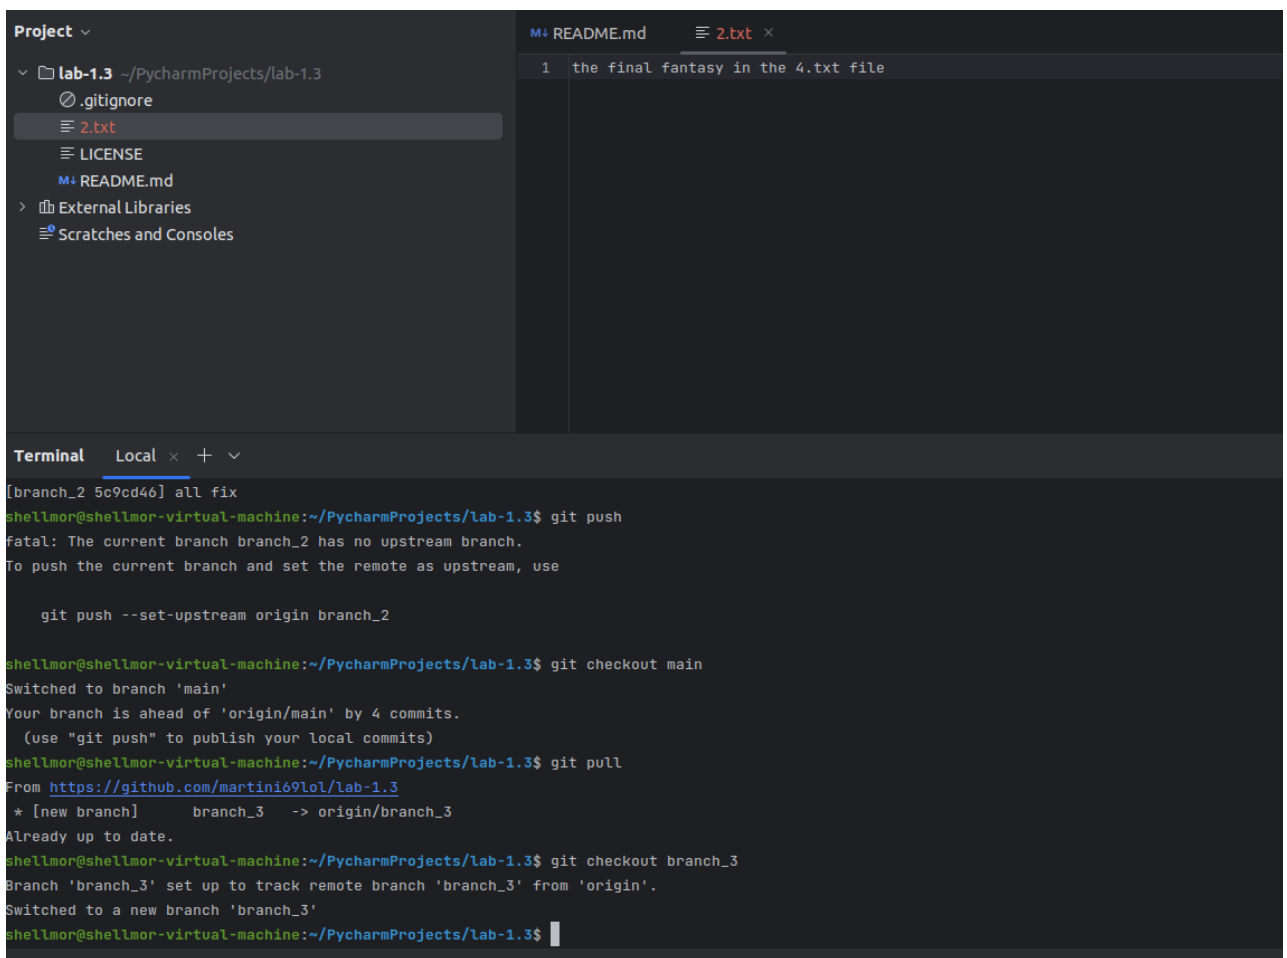 Project
lab-1.3 ~/PycharmProjects/lab-1.3
.gitignore
2.txt
LICENSE
M↓ README.md
External Libraries
Scratches and Consoles
M↓ README.md 2.txt ×
1 the final fantasy in the 4.txt file
Terminal Local × +
[branch_2 5c9cd46] all fix
shellmor@shellmor-virtual-machine:~/PycharmProjects/lab-1.3$ git push
fatal: The current branch branch_2 has no upstream branch.
To push the current branch and set the remote as upstream, use
git push --set-upstream origin branch_2
shellmor@shellmor-virtual-machine:~/PycharmProjects/lab-1.3$ git checkout main
Switched to branch 'main'
Your branch is ahead of 'origin/main' by 4 commits.
(use "git push" to publish your local commits)
shellmor@shellmor-virtual-machine:~/PycharmProjects/lab-1.3$ git pull
From https://github.com/martini69lol/lab-1.3
* [new branch] branch_3 -> origin/branch_3
Already up to date.
shellmor@shellmor-virtual-machine:~/PycharmProjects/lab-1.3$ git checkout branch_3
Branch 'branch_3' set up to track remote branch 'branch_3' from 'origin'.
Switched to a new branch 'branch_3'
shellmor@shellmor-virtual-machine:~/PycharmProjects/lab-1.3$